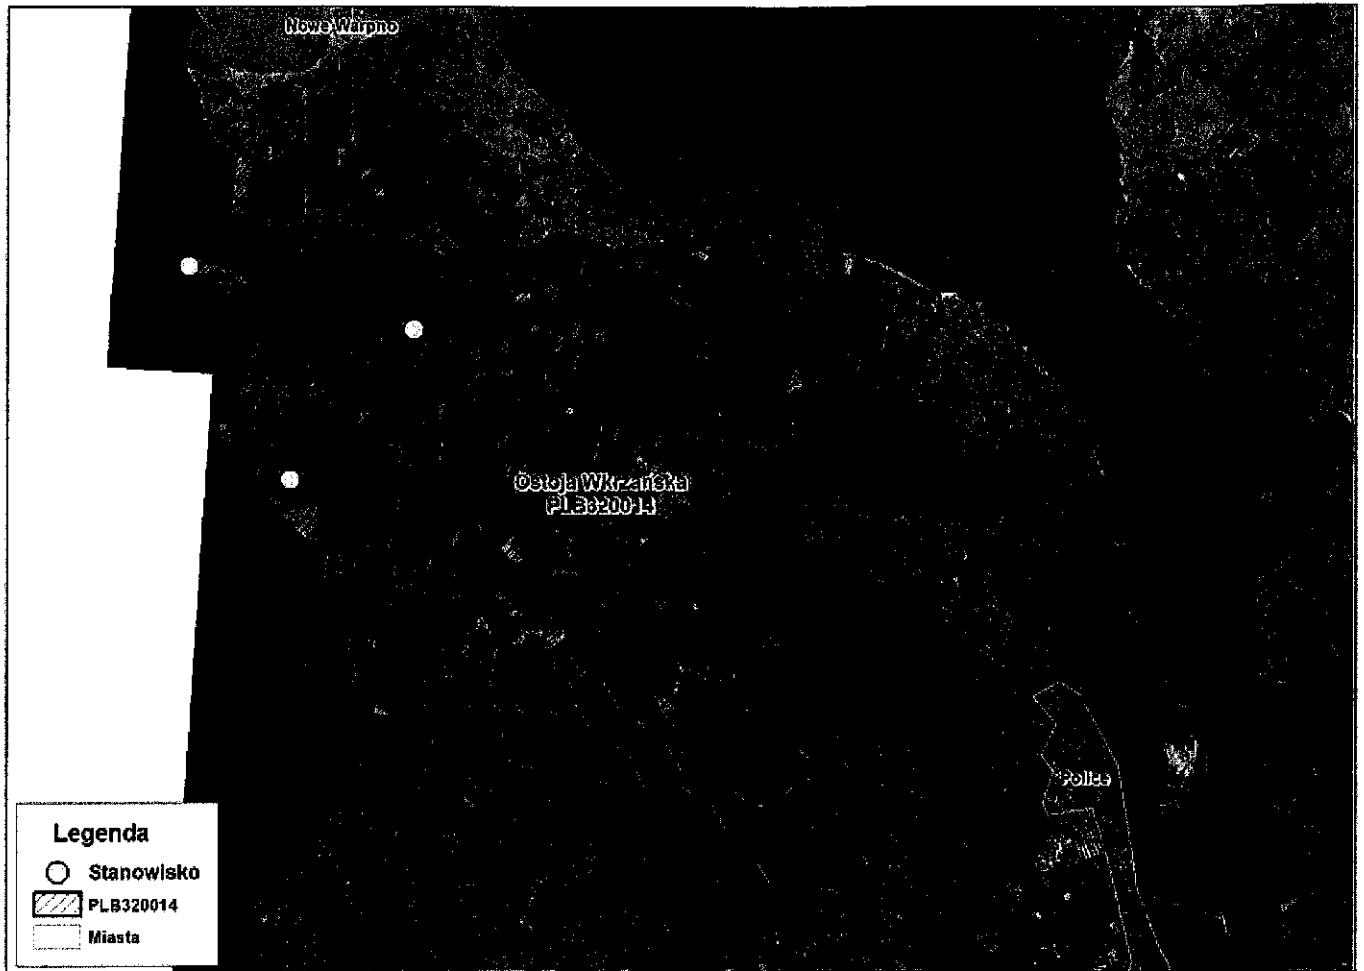 Nowe Warpno
Ostoja Wkrzańska
PLB320014
Police
Legenda
Stanowisko
PLB320014
Miasta